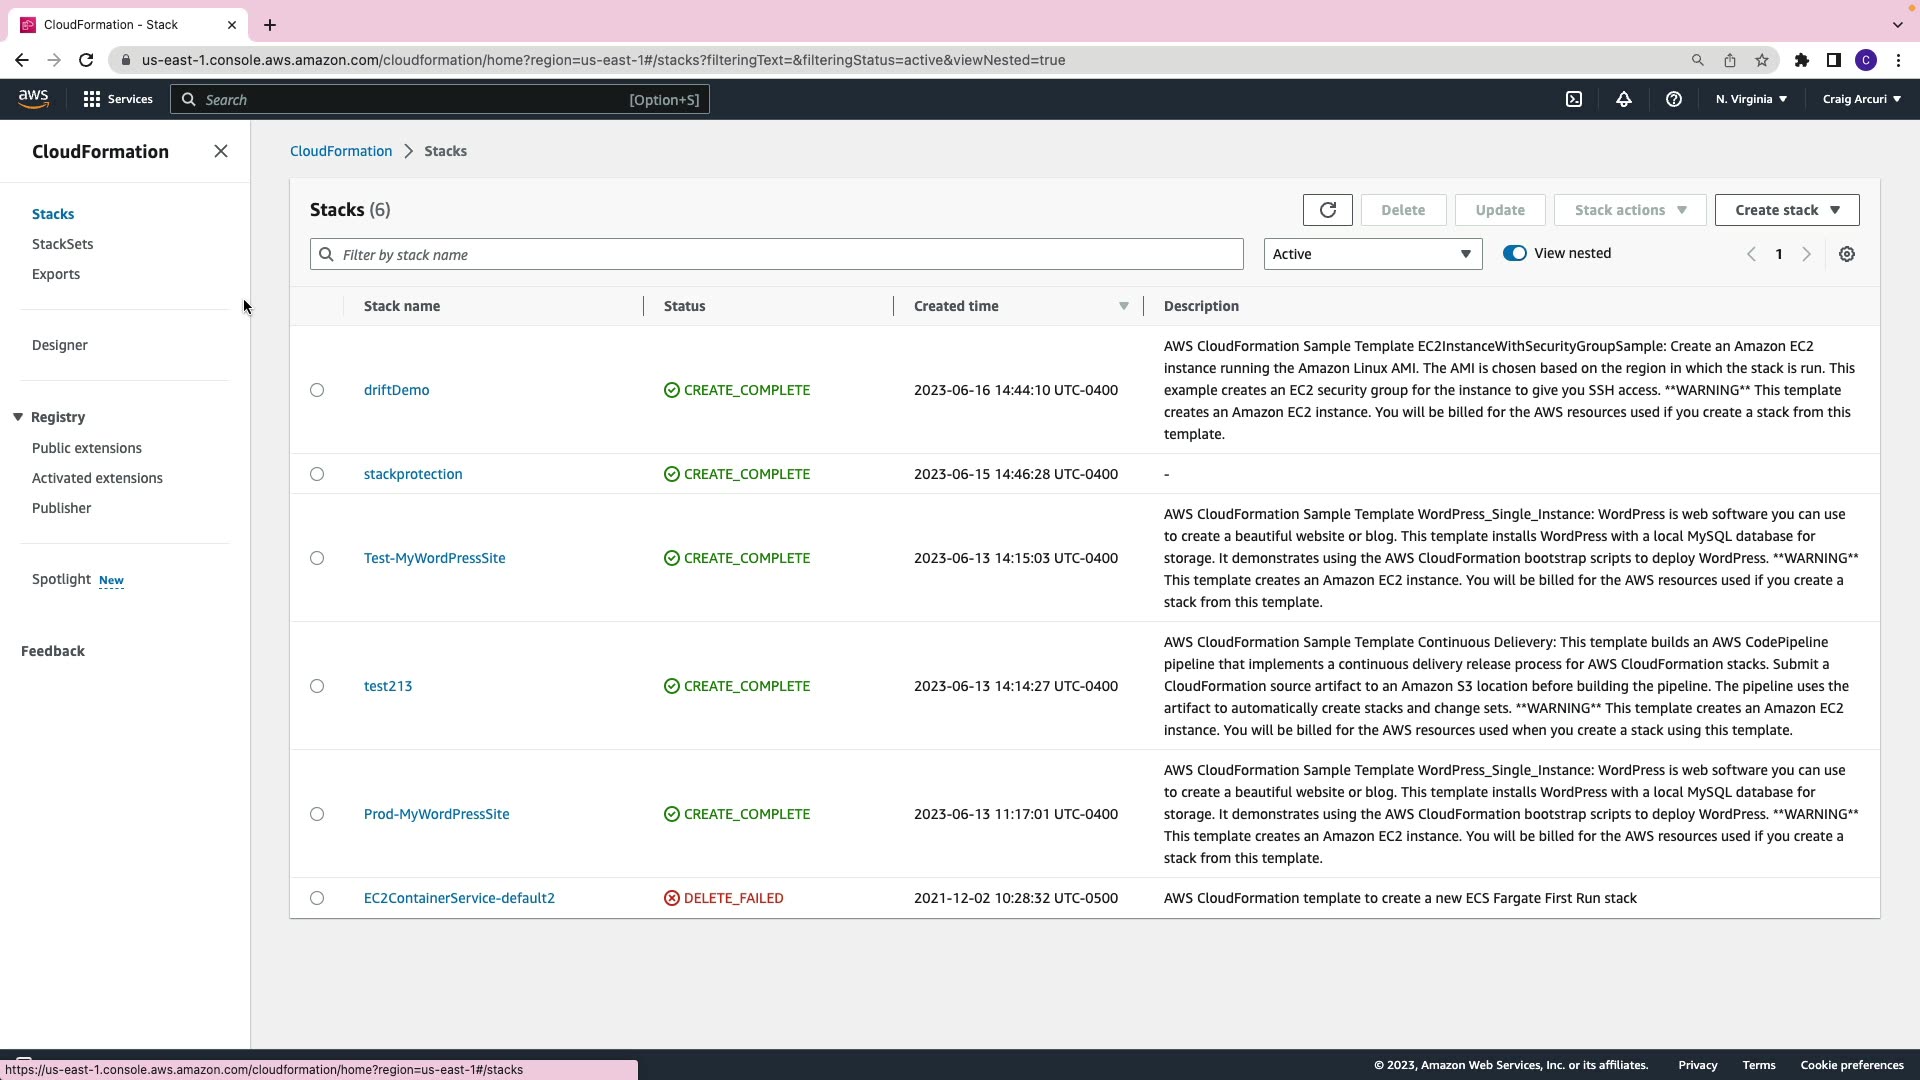 CloudFormation - Stack
us-east-1.console.aws.amazon.com/cloudformation/home?region=us-east-1#/stacks?filteringText=&filteringStatus=active&viewNested=true
C
aws
Services
Search
[Option+S]
N. Virginia
Craig Arcuri
CloudFormation
Stacks
StackSets
Exports
Designer
Registry
Public extensions
Activated extensions
Publisher
Spotlight New
Feedback
CloudFormation > Stacks
Stacks (6)
Delete
Update
Stack actions
Create stack
Filter by stack name
Active
View nested
1
Stack name
Status
Created time
Description
driftDemo
CREATE_COMPLETE
2023-06-16 14:44:10 UTC-0400
AWS CloudFormation Sample Template EC2InstanceWithSecurityGroupSample: Create an Amazon EC2
instance running the Amazon Linux AMI. The AMI is chosen based on the region in which the stack is run. This
example creates an EC2 security group for the instance to give you SSH access. **WARNING** This template
creates an Amazon EC2 instance. You will be billed for the AWS resources used if you create a stack from this
template.
stackprotection
CREATE_COMPLETE
2023-06-15 14:46:28 UTC-0400
-
Test-MyWordPressSite
CREATE_COMPLETE
2023-06-13 14:15:03 UTC-0400
AWS CloudFormation Sample Template WordPress_Single_Instance: WordPress is web software you can use
to create a beautiful website or blog. This template installs WordPress with a local MySQL database for
storage. It demonstrates using the AWS CloudFormation bootstrap scripts to deploy WordPress. **WARNING**
This template creates an Amazon EC2 instance. You will be billed for the AWS resources used if you create a
stack from this template.
test213
CREATE_COMPLETE
2023-06-13 14:14:27 UTC-0400
AWS CloudFormation Sample Template Continuous Delievery: This template builds an AWS CodePipeline
pipeline that implements a continuous delivery release process for AWS CloudFormation stacks. Submit a
CloudFormation source artifact to an Amazon S3 location before building the pipeline. The pipeline uses the
artifact to automatically create stacks and change sets. **WARNING** This template creates an Amazon EC2
instance. You will be billed for the AWS resources used when you create a stack using this template.
Prod-MyWordPressSite
CREATE_COMPLETE
2023-06-13 11:17:01 UTC-0400
AWS CloudFormation Sample Template WordPress_Single_Instance: WordPress is web software you can use
to create a beautiful website or blog. This template installs WordPress with a local MySQL database for
storage. It demonstrates using the AWS CloudFormation bootstrap scripts to deploy WordPress. **WARNING**
This template creates an Amazon EC2 instance. You will be billed for the AWS resources used if you create a
stack from this template.
EC2ContainerService-default2
DELETE_FAILED
2021-12-02 10:28:32 UTC-0500
AWS CloudFormation template to create a new ECS Fargate First Run stack
© 2023, Amazon Web Services, Inc. or its affiliates.
Privacy
Terms
Cookie preferences
https://us-east-1.console.aws.amazon.com/cloudformation/home?region=us-east-1#/stacks